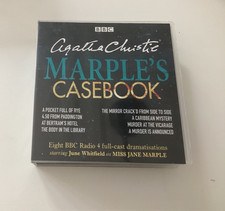 BBC
Agatha Christie
MARPLE'S
CASEBOOK
A POCKET FULL OF RYE
4.50 FROM PADDINGTON
AT BERTRAM'S HOTEL
THE BODY IN THE LIBRARY
THE MIRROR CRACK'D FROM SIDE TO SIDE
A CARIBBEAN MYSTERY
MURDER AT THE VICARAGE
A MURDER IS ANNOUNCED
Eight BBC Radio 4 full-cast dramatisations
starring June Whitfield as MISS JANE MARPLE